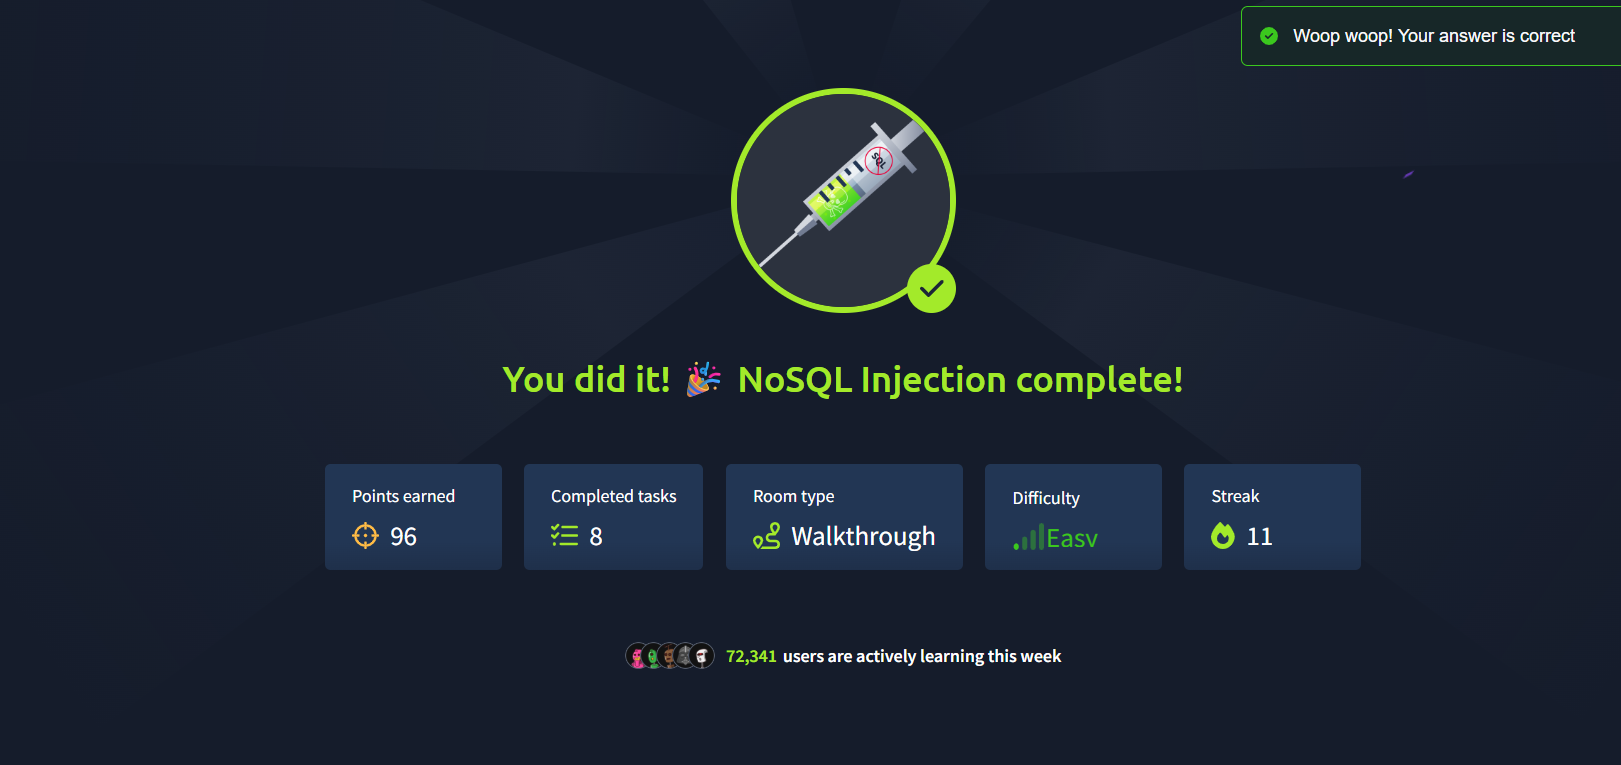 Woop woop! Your answer is correct
SQL
You did it! 🎉 NoSQL Injection complete!
Points earned
96
Completed tasks
8
Room type
Walkthrough
Difficulty
Easy
Streak
11
72,341 users are actively learning this week